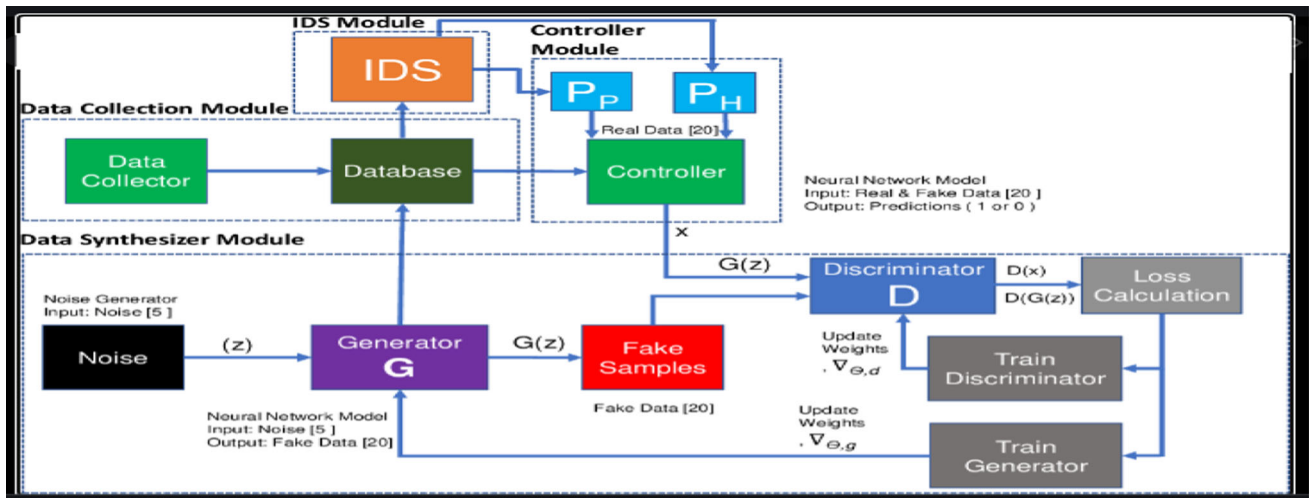 IDS Module
Controller
Module
IDS
P_P
P_H
Data Collection Module
Real Data [20]
Data
Collector
Database
Controller
Neural Network Model
Input: Real & Fake Data [20 ]
Output: Predictions ( 1 or 0 )
x
Data Synthesizer Module
G(z)
Discriminator
D
D(x)
D(G(z))
Loss
Calculation
Noise Generator
Input: Noise [5 ]
Noise
(z)
Generator
G
G(z)
Fake
Samples
Fake Data [20]
Update
Weights
, ∇Θ,d
Train
Discriminator
Neural Network Model
Input: Noise [5 ]
Output: Fake Data [20]
Update
Weights
, ∇Θ,g
Train
Generator